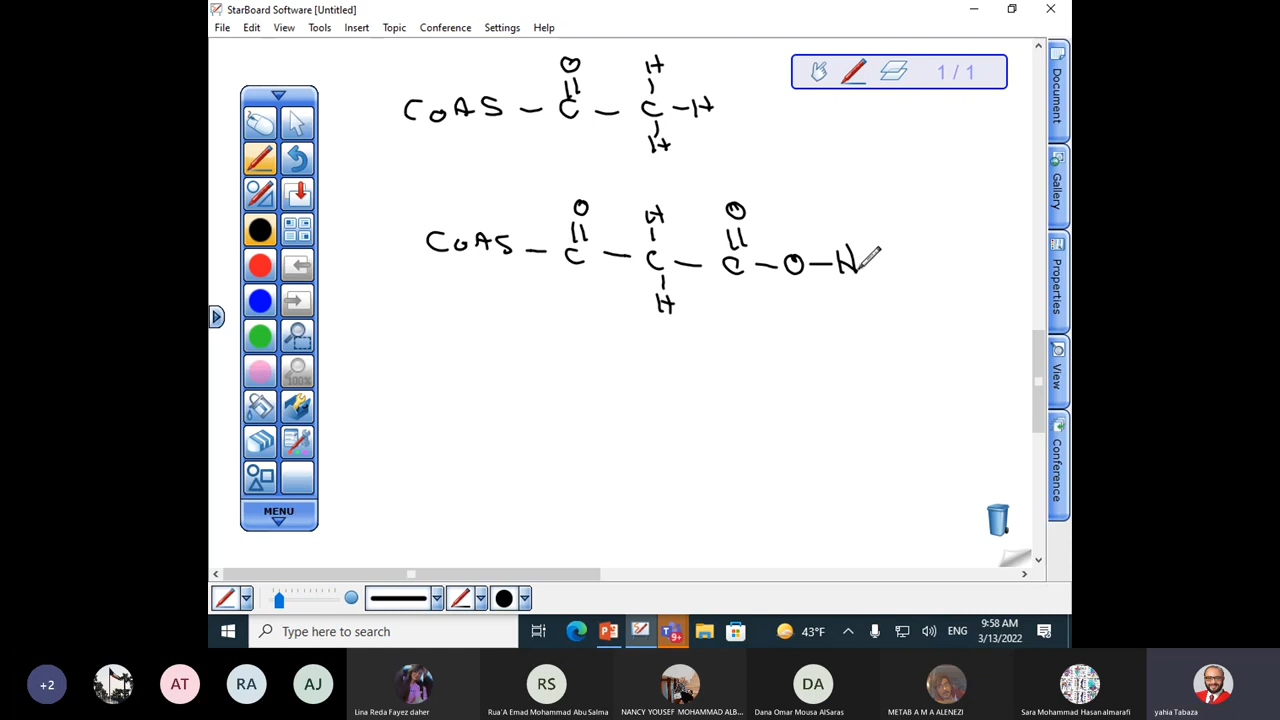 StarBoard Software [Untitled]
File Edit View Tools Insert Topic Conference Settings Help
1 / 1
O H
CoAS - C - C - H
H
O H O
CoAS - C - C - C - O - H
H
MENU
100%
Document
Gallery
Properties
View
Conference
Type here to search
9+
43°F
ENG
9:58 AM
3/13/2022
+2
AT
RA
AJ
Lina Reda Fayez daher
RS
Rua'A Emad Mohammad Abu Salma
NANCY YOUSEF MOHAMMAD ALB...
DA
Dana Omar Mousa AlSaras
METAB A M A ALENEZI
Sara Mohammad Hasan almarafi
yahia Tabaza